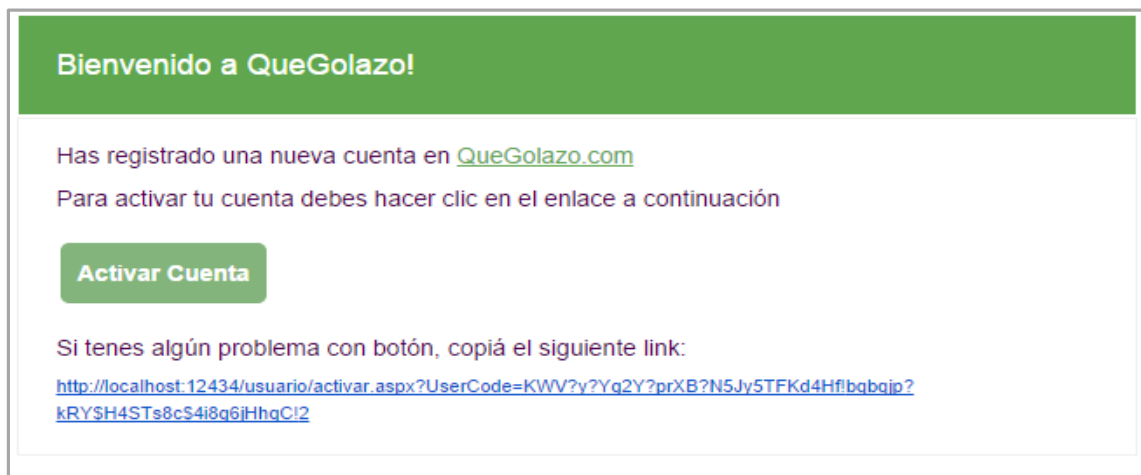 Bienvenido a QueGolazo!
Has registrado una nueva cuenta en QueGolazo.com
Para activar tu cuenta debes hacer clic en el enlace a continuación
Activar Cuenta
Si tenes algún problema con botón, copiá el siguiente link:
http://localhost:12434/usuario/activar.aspx?UserCode=KWV?y?Yq2Y?prXB?N5Jy5TFKd4Hf!bqbqjp?
kRY$H4STs8c$4i8g6jHhqC!2